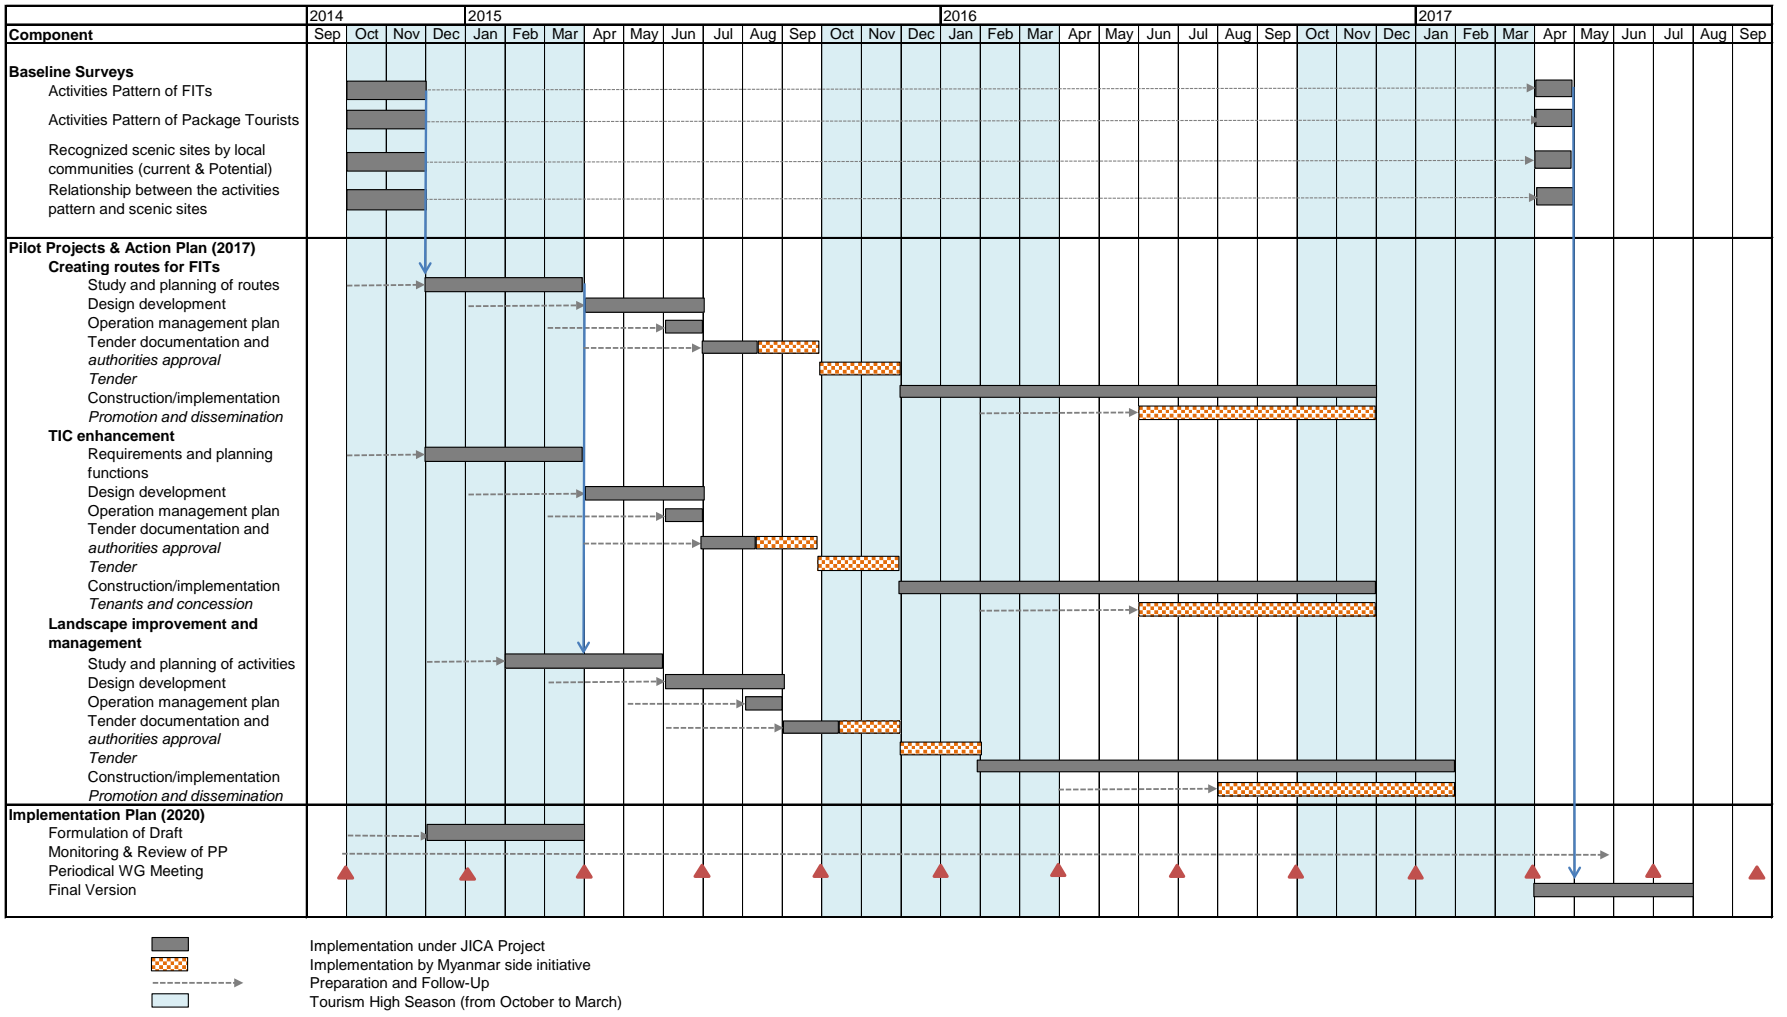 2014 2015 2016 2017
Component Sep Oct Nov Dec Jan Feb Mar Apr May Jun Jul Aug Sep Oct Nov Dec Jan Feb Mar Apr May Jun Jul Aug Sep Oct Nov Dec Jan Feb Mar Apr May Jun Jul Aug Sep
Baseline Surveys
Activities Pattern of FITs
Activities Pattern of Package Tourists
Recognized scenic sites by local
communities (current & Potential)
Relationship between the activities
pattern and scenic sites
Pilot Projects & Action Plan (2017)
Creating routes for FITs
Study and planning of routes
Design development
Operation management plan
Tender documentation and
authorities approval
Tender
Construction/implementation
Promotion and dissemination
TIC enhancement
Requirements and planning
functions
Design development
Operation management plan
Tender documentation and
authorities approval
Tender
Construction/implementation
Tenants and concession
Landscape improvement and
management
Study and planning of activities
Design development
Operation management plan
Tender documentation and
authorities approval
Tender
Construction/implementation
Promotion and dissemination
Implementation Plan (2020)
Formulation of Draft
Monitoring & Review of PP
Periodical WG Meeting
Final Version
Implementation under JICA Project
Implementation by Myanmar side initiative
Preparation and Follow-Up
Tourism High Season (from October to March)